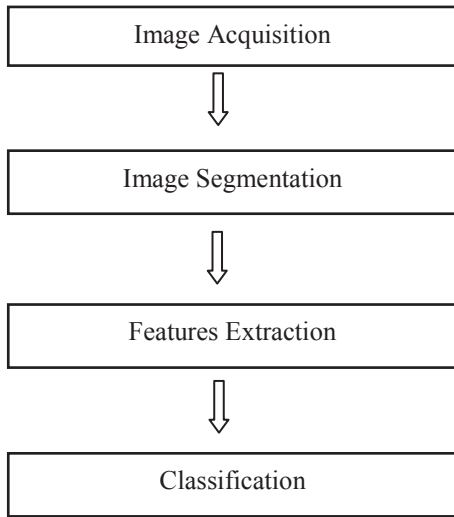 Image Acquisition
Image Segmentation
Features Extraction
Classification